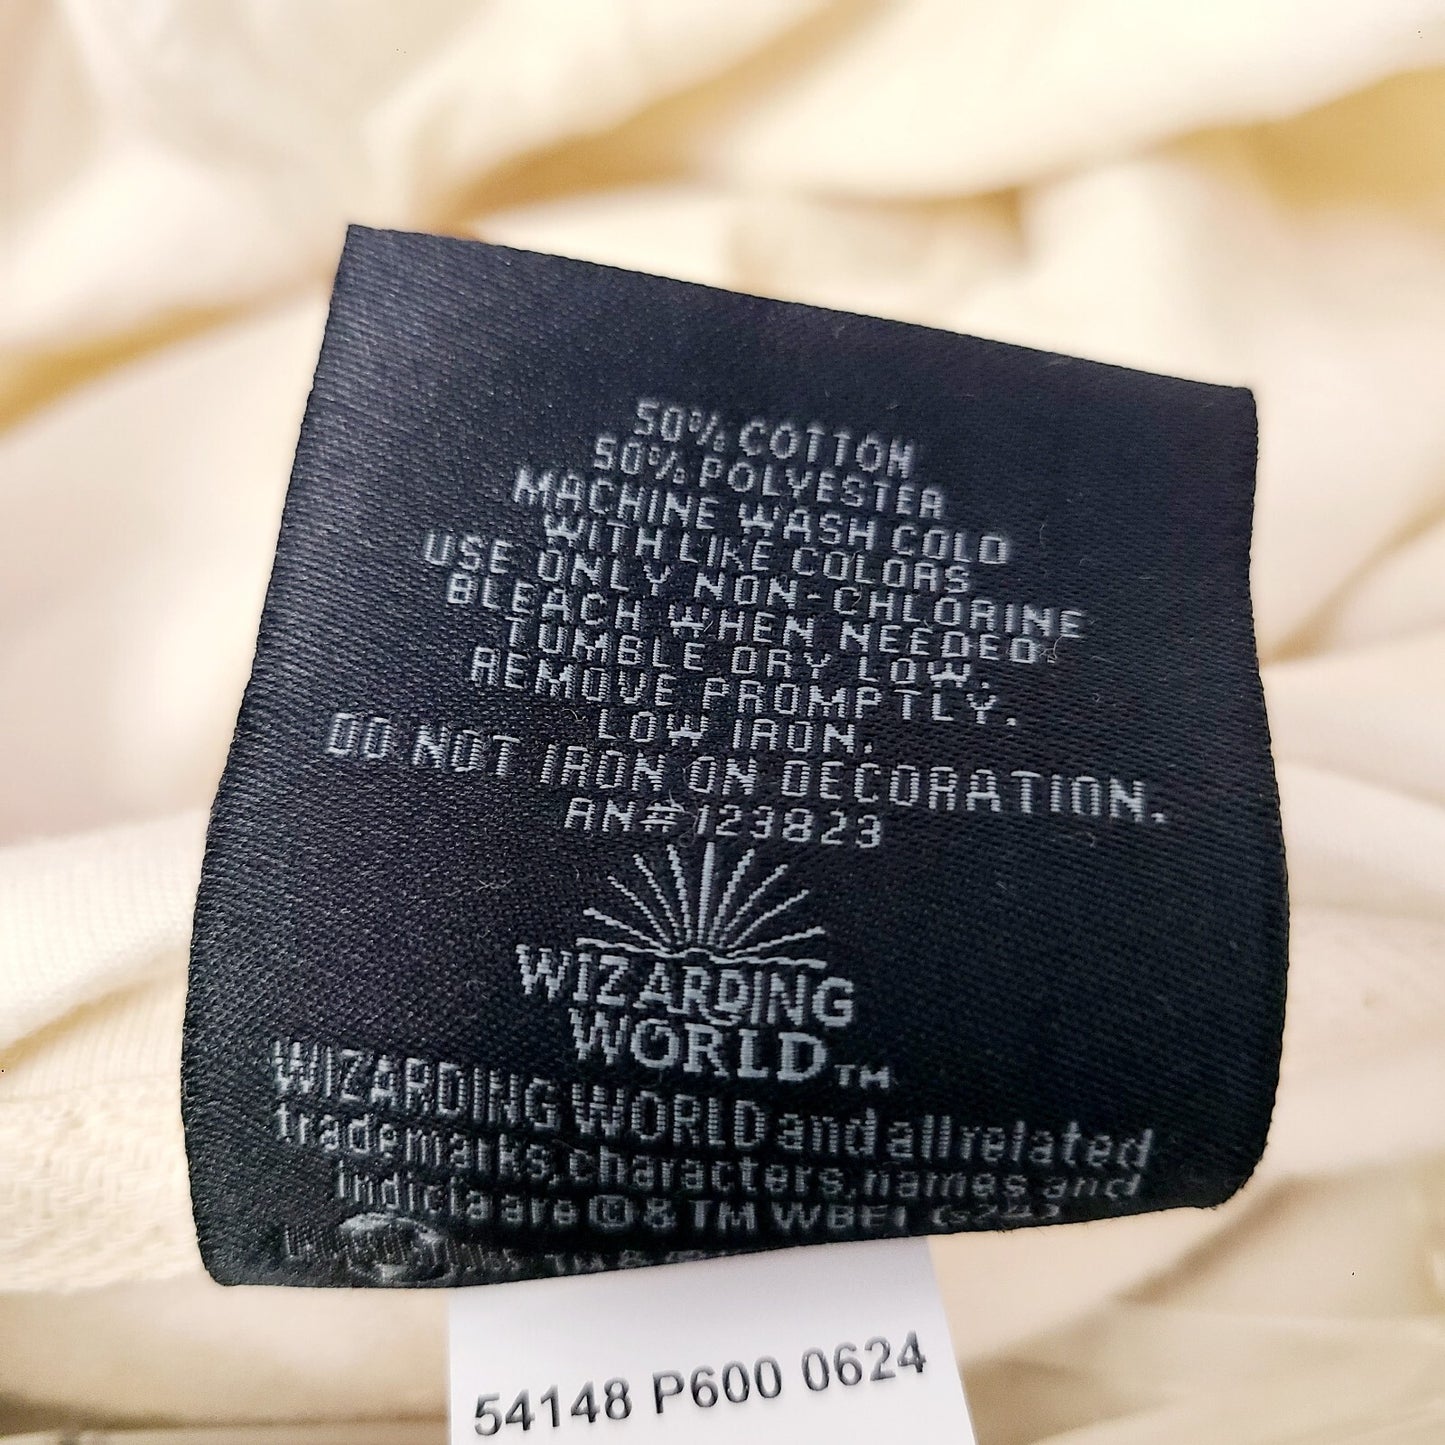 50% COTTON
50% POLYESTER
MACHINE WASH COLD
WITH LIKE COLORS
USE ONLY NON-CHLORINE
BLEACH WHEN NEEDED.
TUMBLE DRY LOW.
REMOVE PROMPTLY.
LOW IRON.
DO NOT IRON ON DECORATION.
AN# 123823
WIZARDING
WORLD TM
WIZARDING WORLD and all related
trademarks, characters, names and
indicia are © & TM WBEI (s24)
54148 P600 0624